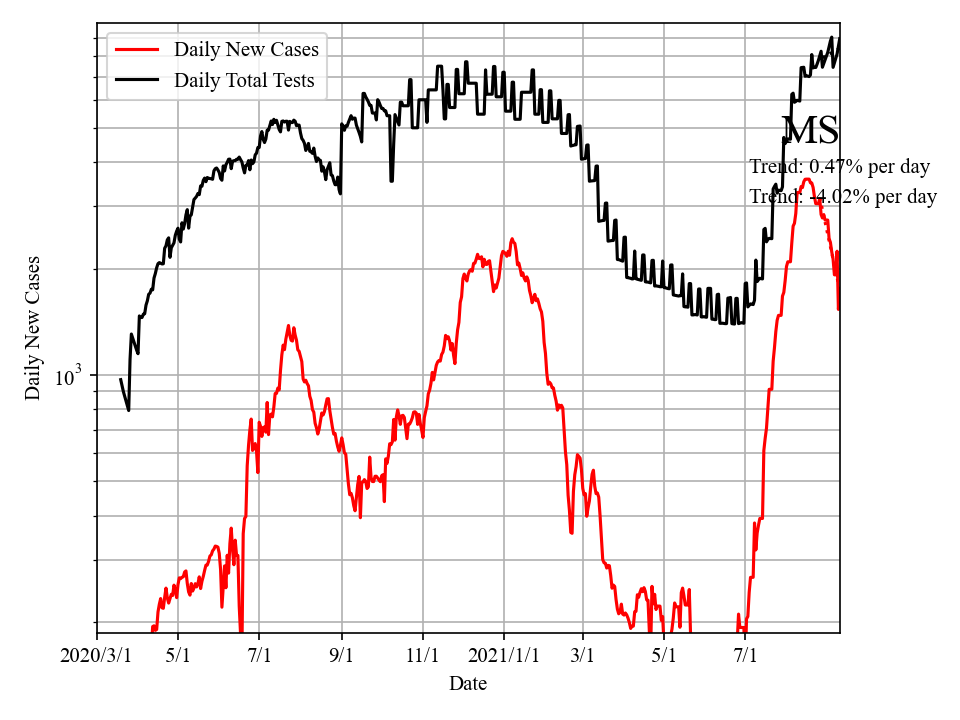 Daily New Cases
Daily Total Tests
MS
Trend: 0.47% per day
Trend: -4.02% per day
Daily New Cases
10^3
2020/3/1 5/1 7/1 9/1 11/1 2021/1/1 3/1 5/1 7/1
Date